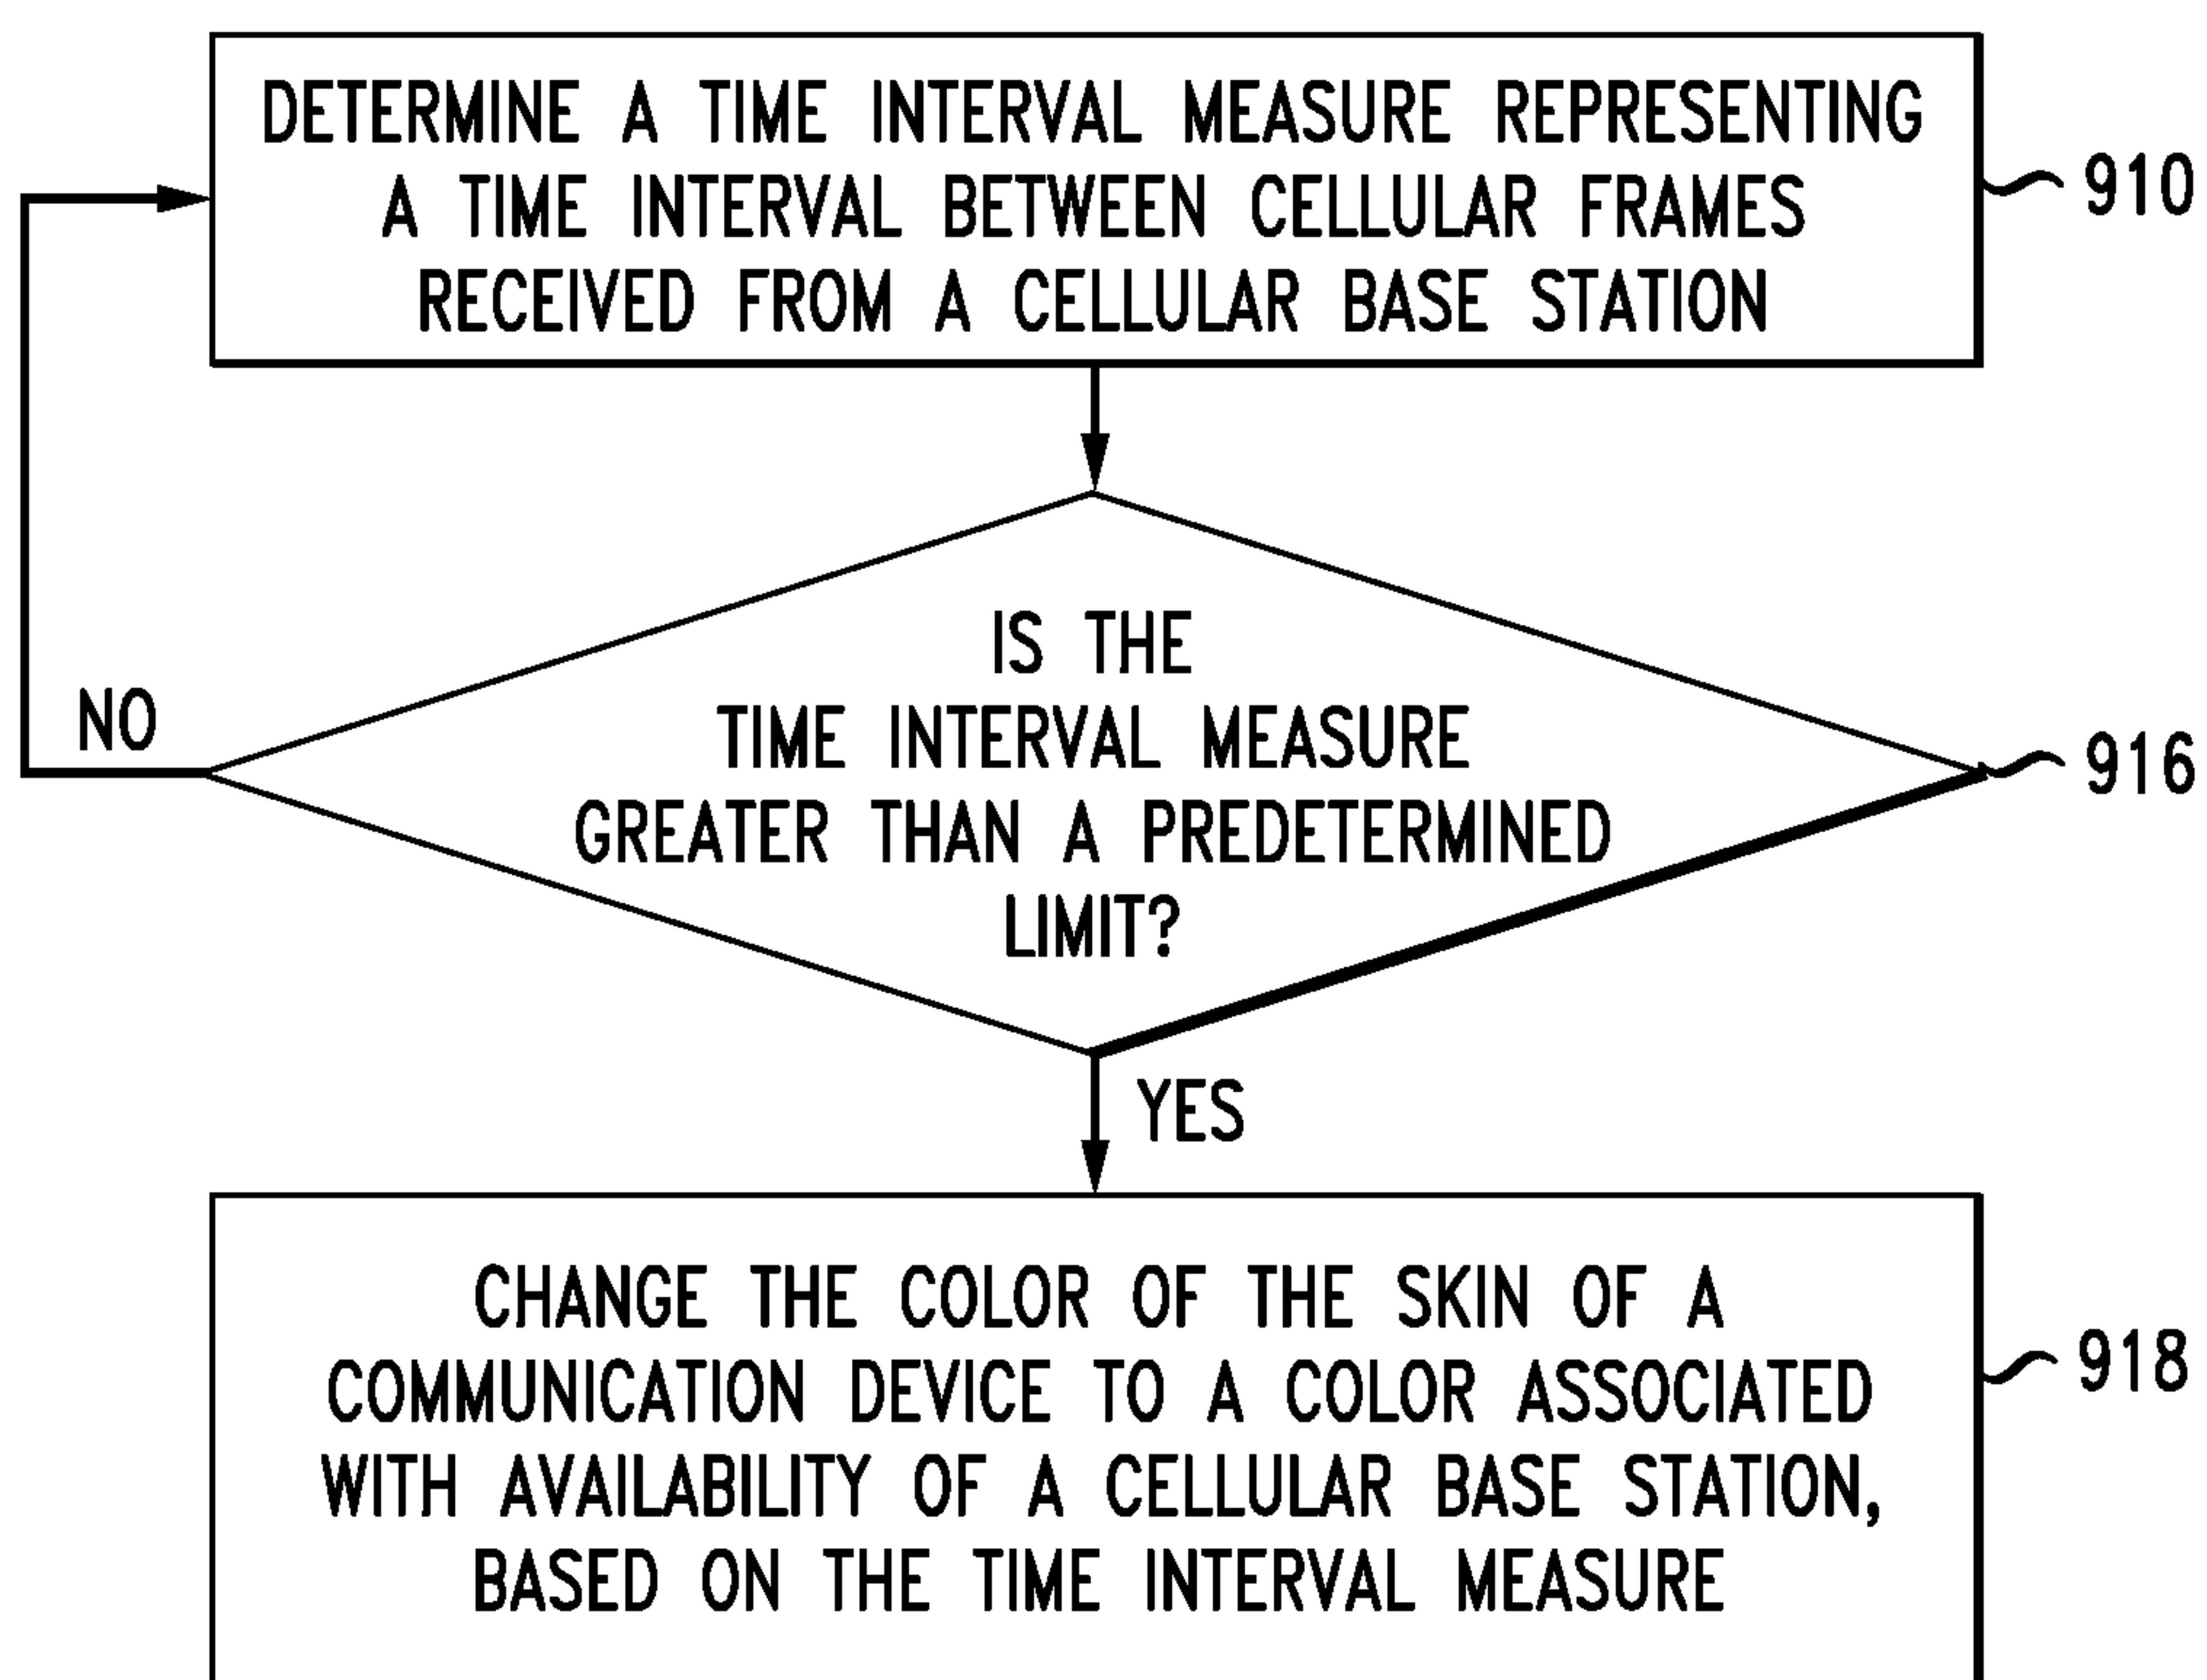 DETERMINE A TIME INTERVAL MEASURE REPRESENTING
A TIME INTERVAL BETWEEN CELLULAR FRAMES
RECEIVED FROM A CELLULAR BASE STATION
910
IS THE
TIME INTERVAL MEASURE
GREATER THAN A PREDETERMINED
LIMIT?
NO
916
YES
CHANGE THE COLOR OF THE SKIN OF A
COMMUNICATION DEVICE TO A COLOR ASSOCIATED
WITH AVAILABILITY OF A CELLULAR BASE STATION,
BASED ON THE TIME INTERVAL MEASURE
918